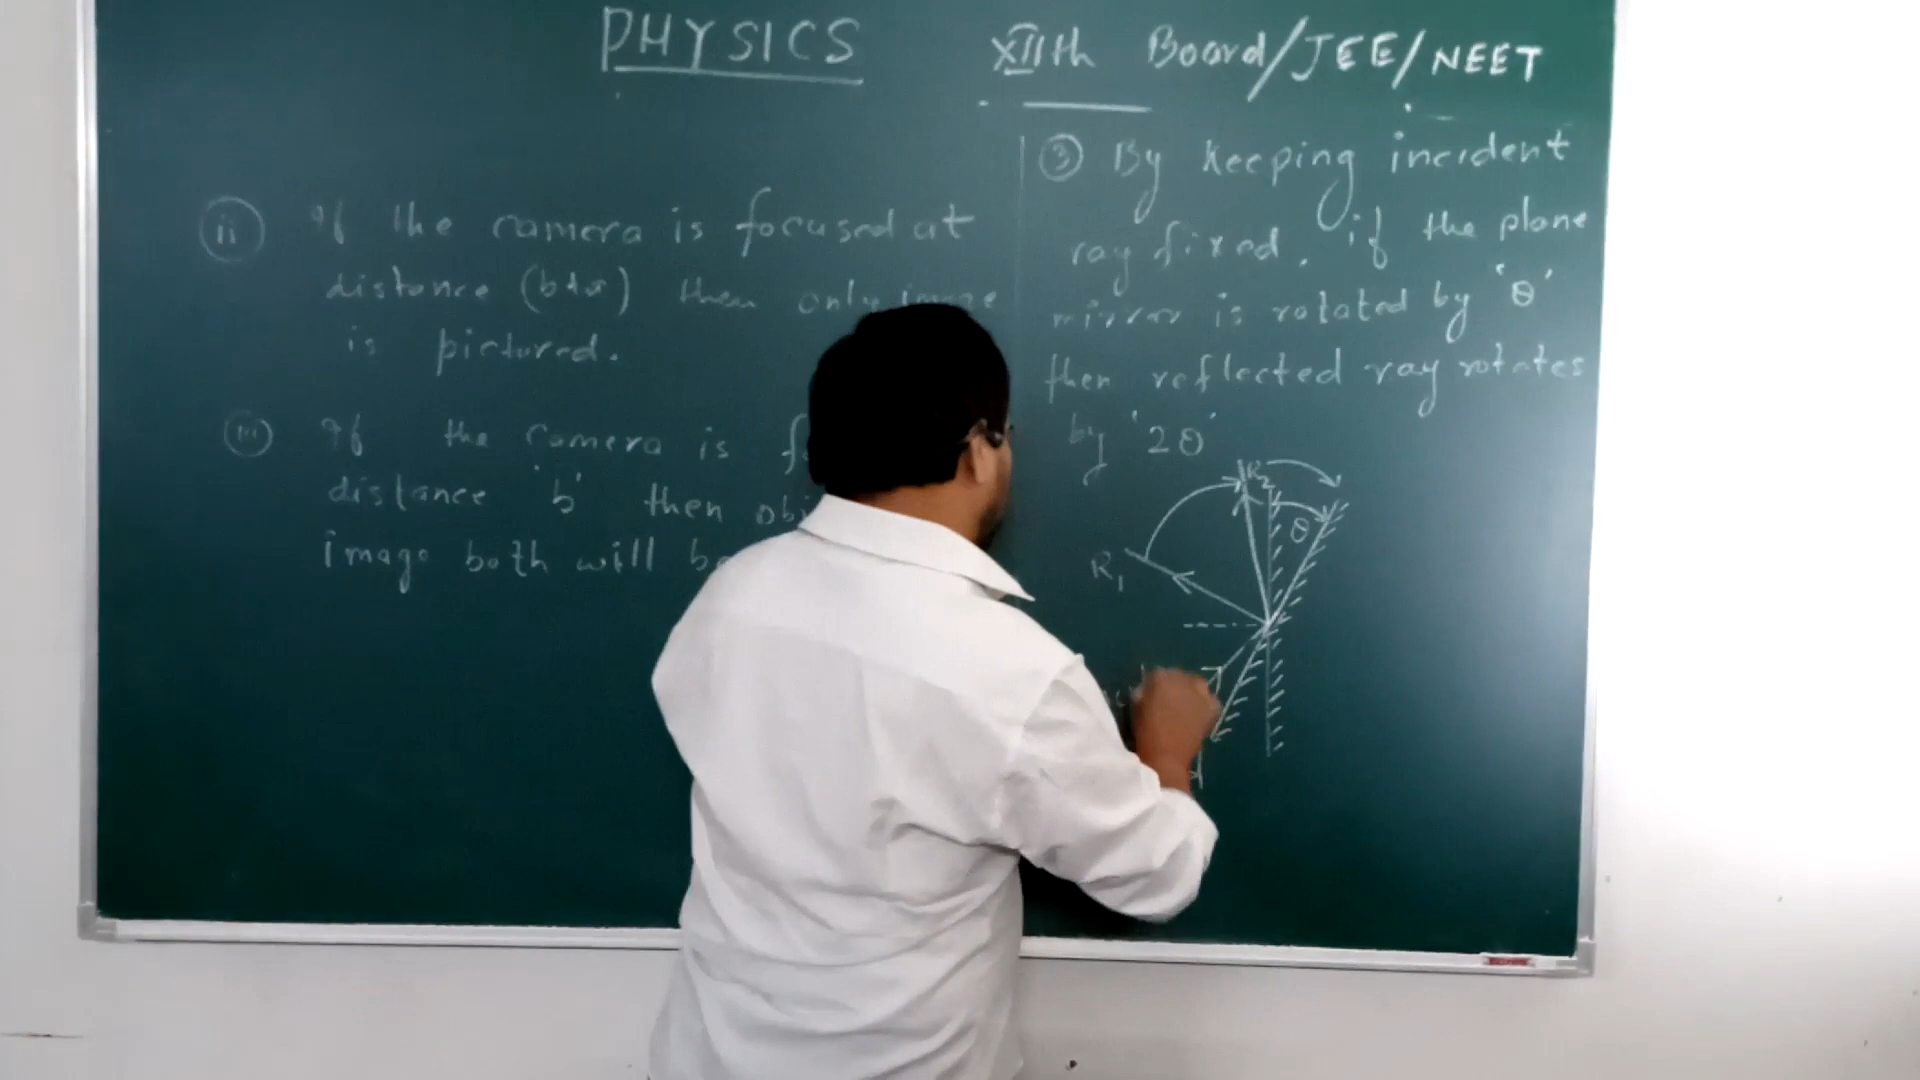 PHYSICS
XIIth Board/JEE/NEET
(ii) If the camera is focused at
distance (b+x) then only image
is pictured.
(iii) If the camera is
distance 'b' then obj
image both will be
(3) By keeping incident
ray fixed, if the plane
mirror is rotated by 'θ'
then reflected ray rotates
by '2θ'
R2
θ
R1